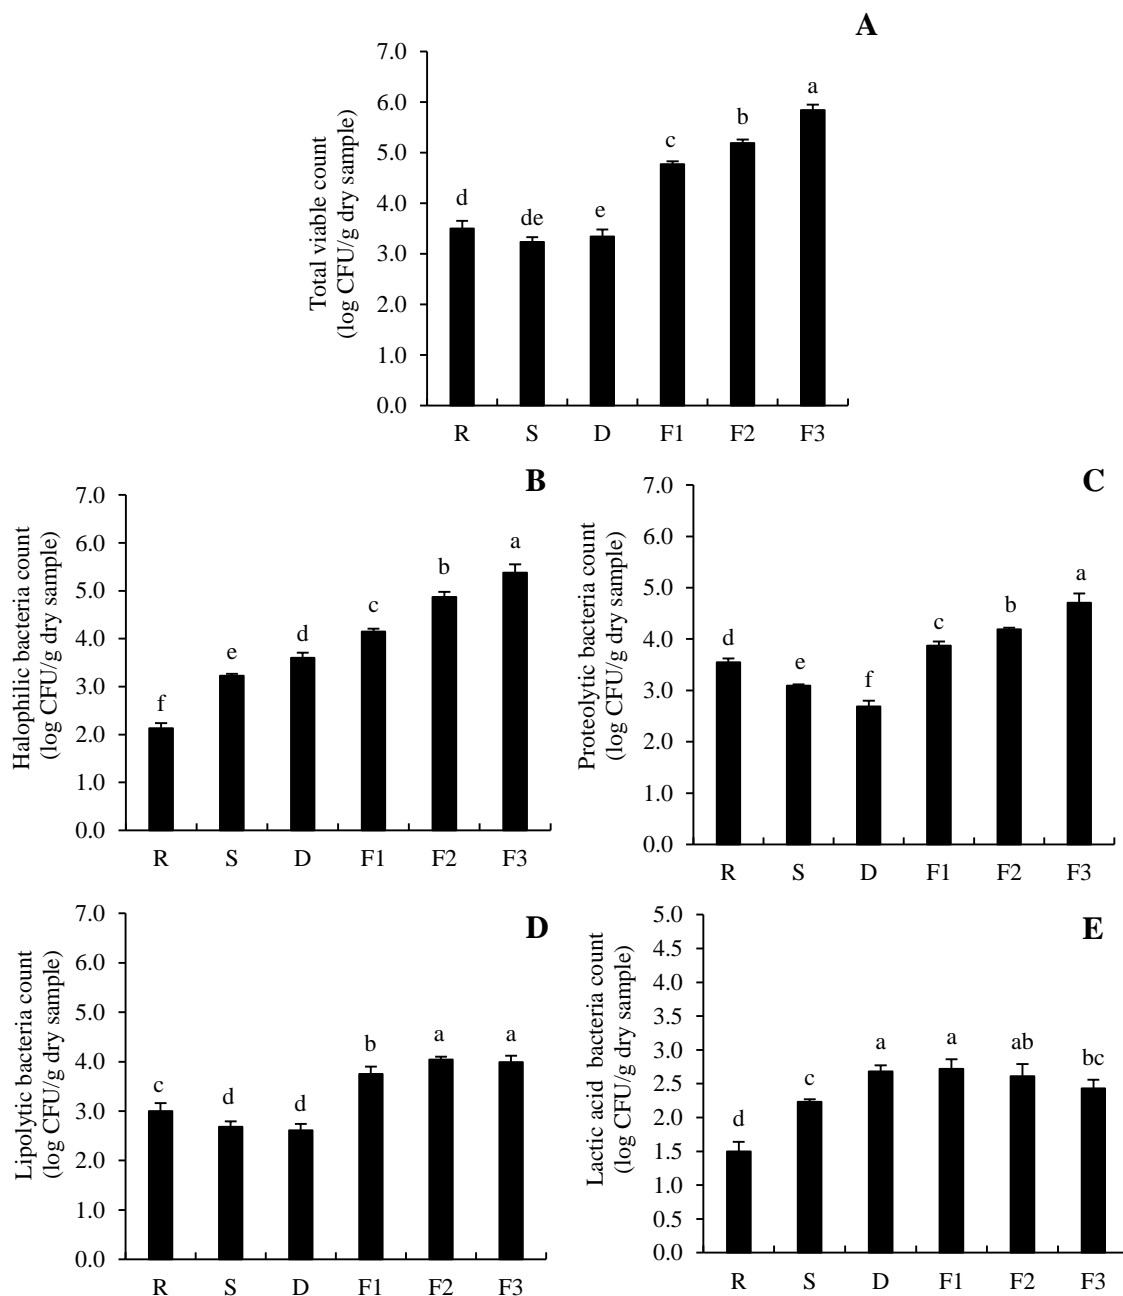 A
Total viable count
(log CFU/g dry sample)
7.0
6.0
5.0
4.0
3.0
2.0
1.0
0.0
d
de
e
c
b
a
R
S
D
F1
F2
F3
B
Halophilic bacteria count
(log CFU/g dry sample)
7.0
6.0
5.0
4.0
3.0
2.0
1.0
0.0
f
e
d
c
b
a
R
S
D
F1
F2
F3
C
Proteolytic bacteria count
(log CFU/g dry sample)
7.0
6.0
5.0
4.0
3.0
2.0
1.0
0.0
d
e
f
c
b
a
R
S
D
F1
F2
F3
D
Lipolytic bacteria count
(log CFU/g dry sample)
7.0
6.0
5.0
4.0
3.0
2.0
1.0
0.0
c
d
d
b
a
a
R
S
D
F1
F2
F3
E
Lactic acid  bacteria count
(log CFU/g dry sample)
5.0
4.5
4.0
3.5
3.0
2.5
2.0
1.5
1.0
0.5
0.0
d
c
a
a
ab
bc
R
S
D
F1
F2
F3